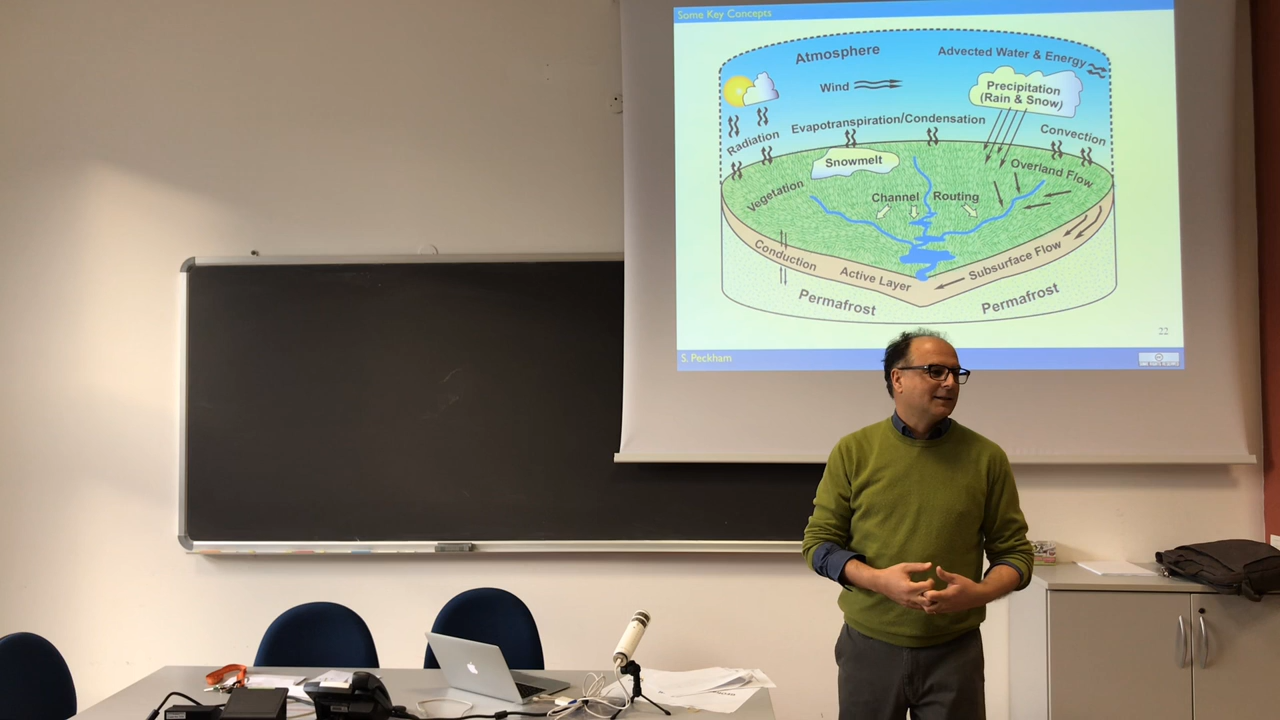 Some Key Concepts
Atmosphere
Advected Water & Energy
Wind
Precipitation
(Rain & Snow)
Radiation
Evapotranspiration/Condensation
Convection
Snowmelt
Overland Flow
Vegetation
Channel Routing
Conduction
Active Layer
Subsurface Flow
Permafrost
Permafrost
22
S. Peckham